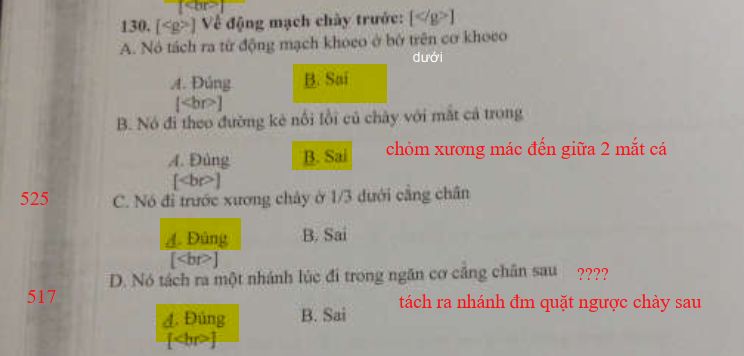 [<br>]
130. [<g>] Về động mạch chày trước: [</g>]
A. Nó tách ra từ động mạch khoeo ở bờ trên cơ khoeo
dưới
A. Đúng B. Sai
[<br>]
B. Nó đi theo đường kẻ nối lồi củ chày với mắt cá trong
A. Đúng B. Sai chỏm xương mác đến giữa 2 mắt cá
[<br>]
525 C. Nó đi trước xương chày ở 1/3 dưới cẳng chân
A. Đúng B. Sai
[<br>]
D. Nó tách ra một nhánh lúc đi trong ngăn cơ cẳng chân sau ????
517 tách ra nhánh đm quặt ngược chày sau
A. Đúng B. Sai
[<br>]